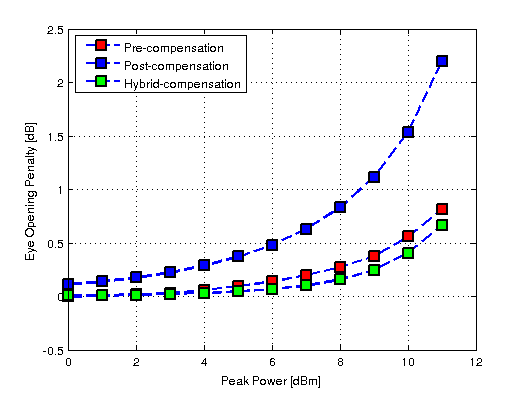 2.5
2
1.5
1
0.5
0
-0.5
Eye Opening Penalty [dB]
Pre-compensation
Post-compensation
Hybrid-compensation
0 2 4 6 8 10 12
Peak Power [dBm]